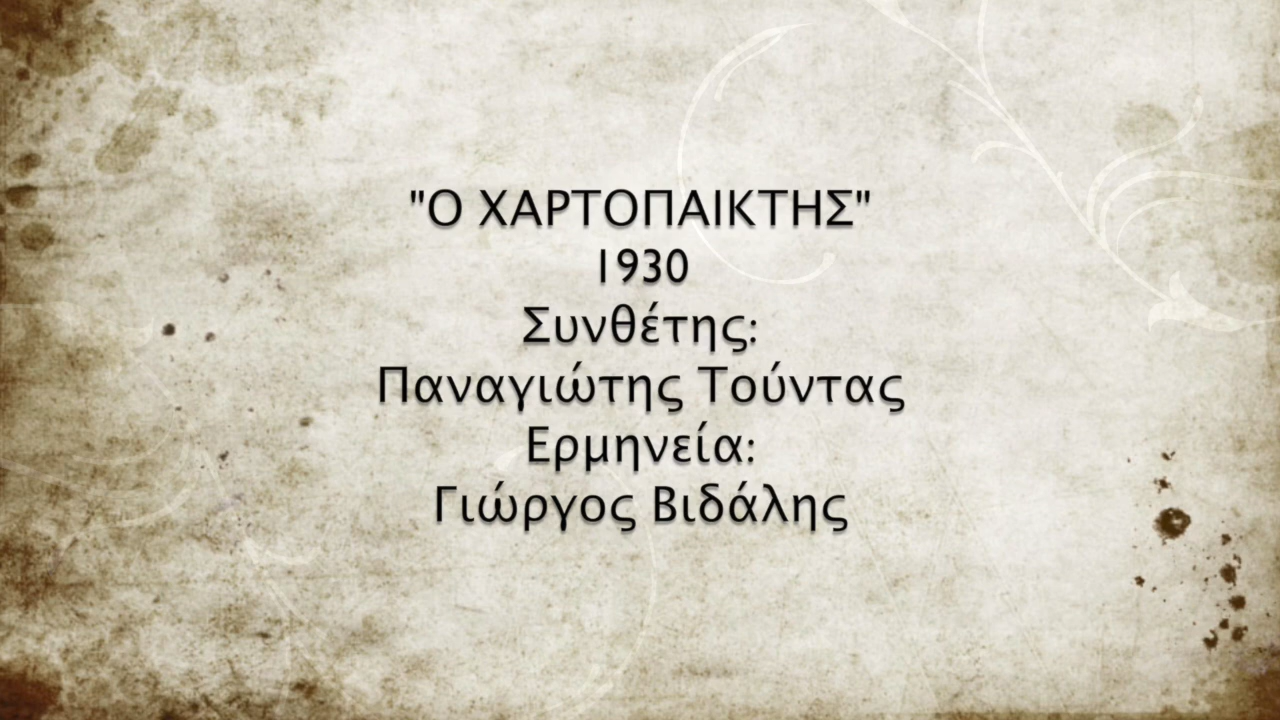 "Ο ΧΑΡΤΟΠΑΙΚΤΗΣ"
1930
Συνθέτης:
Παναγιώτης Τούντας
Ερμηνεία:
Γιώργος Βιδάλης